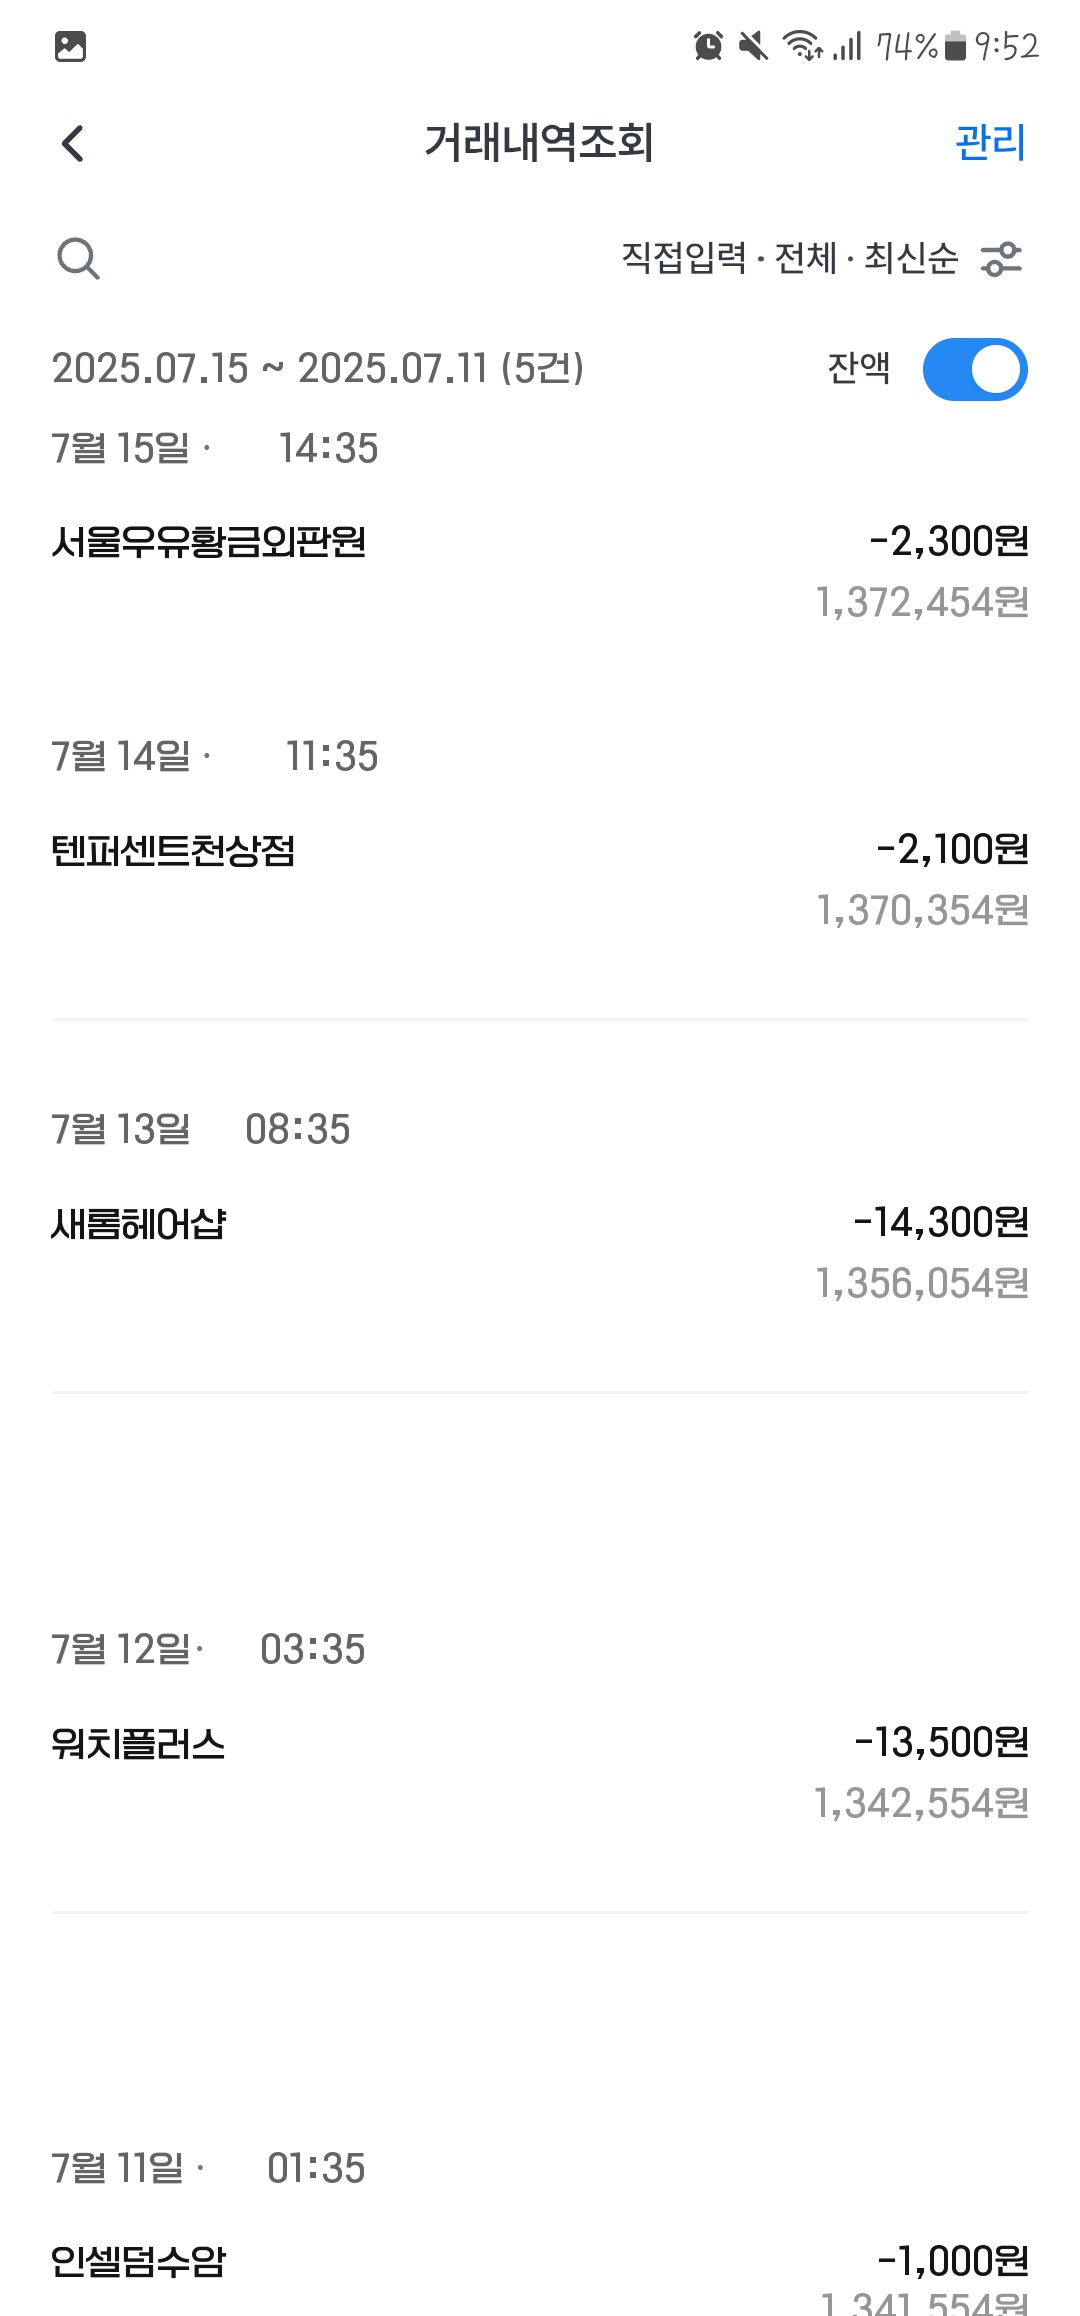 74% 9:52
거래내역조회 관리
직접입력 · 전체 · 최신순
2025.07.15 ~ 2025.07.11 (5건) 잔액
7월 15일 · 14:35
서울우유황금외판원 -2,300원
1,372,454원
7월 14일 · 11:35
텐퍼센트천상점 -2,100원
1,370,354원
7월 13일 08:35
새롬헤어샵 -14,300원
1,356,054원
7월 12일· 03:35
워치플러스 -13,500원
1,342,554원
7월 11일 · 01:35
인셀덤수암 -1,000원
1,341,554원